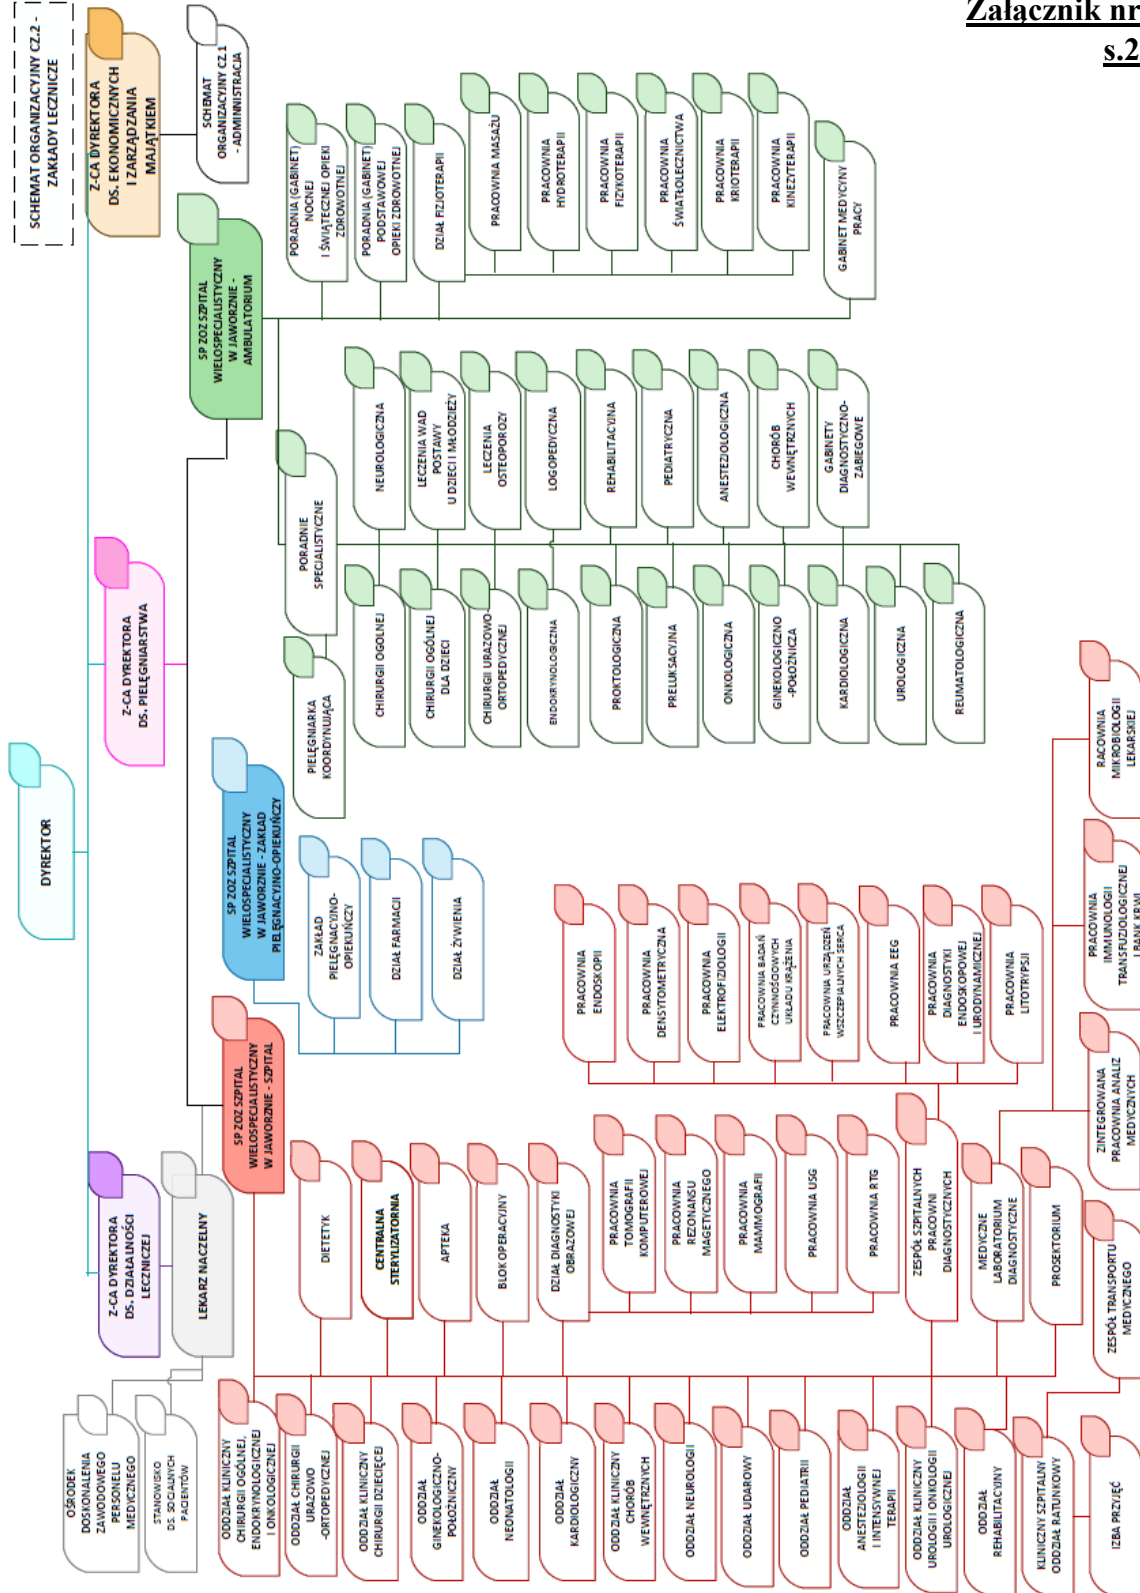 Załącznik nr
s.2
SCHEMAT ORGANIZACYJNY CZ.2 -
ZAKŁADY LECZNICZE
DYREKTOR
Z-CA DYREKTORA
DS. DZIAŁALNOŚCI
LECZNICZEJ
Z-CA DYREKTORA
DS. PIELĘGNIARSTWA
Z-CA DYREKTORA
DS. EKONOMICZNYCH
I ZARZĄDZANIA
MAJĄTKIEM
SCHEMAT
ORGANIZACYJNY CZ.1
- ADMINISTRACJA
LEKARZ NACZELNY
OŚRODEK
DOSKONALENIA
ZAWODOWEGO
PERSONELU
MEDYCZNEGO
STANOWISKO
DS. SOCJALNYCH
PACJENTÓW
SP ZOZ SZPITAL
WIELOSPECJALISTYCZNY
W JAWORZNIE - SZPITAL
SP ZOZ SZPITAL
WIELOSPECJALISTYCZNY
W JAWORZNIE - ZAKŁAD
PIELĘGNACYJNO-OPIEKUŃCZY
SP ZOZ SZPITAL
WIELOSPECJALISTYCZNY
W JAWORZNIE -
AMBULATORIUM
ODDZIAŁ KLINICZNY
CHIRURGII OGÓLNEJ,
ENDOKRYNOLOGICZNEJ
I ONKOLOGICZNEJ
ODDZIAŁ CHIRURGII
URAZOWO
-ORTOPEDYCZNEJ
ODDZIAŁ KLINICZNY
CHIRURGII DZIECIĘCEJ
ODDZIAŁ
GINEKOLOGICZNO-
POŁOŻNICZY
ODDZIAŁ
NEONATOLOGII
ODDZIAŁ
KARDIOLOGICZNY
ODDZIAŁ KLINICZNY
CHORÓB
WEWNĘTRZNYCH
ODDZIAŁ NEUROLOGII
ODDZIAŁ UDAROWY
ODDZIAŁ PEDIATRII
ODDZIAŁ
ANESTEZJOLOGII
I INTENSYWNEJ
TERAPII
ODDZIAŁ KLINICZNY
UROLOGII I ONKOLOGII
UROLOGICZNEJ
ODDZIAŁ
REHABILITACYJNY
KLINICZNY SZPITALNY
ODDZIAŁ RATUNKOWY
IZBA PRZYJĘĆ
DIETETYK
CENTRALNA
STERYLIZATORNIA
APTEKA
BLOK OPERACYJNY
DZIAŁ DIAGNOSTYKI
OBRAZOWEJ
PRACOWNIA
TOMOGRAFII
KOMPUTEROWEJ
PRACOWNIA
REZONANSU
MAGETYCZNEGO
PRACOWNIA
MAMMOGRAFII
PRACOWNIA USG
PRACOWNIA RTG
ZESPÓŁ SZPITALNYCH
PRACOWNI
DIAGNOSTYCZNYCH
MEDYCZNE
LABORATORIUM
DIAGNOSTYCZNE
PROSEKTORIUM
ZESPÓŁ TRANSPORTU
MEDYCZNEGO
PRACOWNIA
ENDOSKOPII
PRACOWNIA
DENSYTOMETRYCZNA
PRACOWNIA
ELEKTROFIZJOLOGII
PRACOWNIA BADAŃ
CZYNNOŚCIOWYCH
UKŁADU KRĄŻENIA
PRACOWNIA URZĄDZEŃ
WSZCZEPIALNYCH SERCA
PRACOWNIA EEG
PRACOWNIA
DIAGNOSTYKI
ENDOSKOPOWEJ
I URODYNAMICZNEJ
PRACOWNIA
LITOTRYPSJI
ZINTEGROWANA
PRACOWNIA ANALIZ
MEDYCZNYCH
PRACOWNIA
IMMUNOLOGII
TRANSFUZJOLOGICZNEJ
I BANK KRWI
RACOWNIA
MIKROBIOLOGII
LEKARSKIEJ
ZAKŁAD
PIELĘGNACYJNO-
OPIEKUŃCZY
DZIAŁ FARMACJI
DZIAŁ ŻYWIENIA
PIELĘGNIARKA
KOORDYNUJĄCA
PORADNIE
SPECJALISTYCZNE
CHIRURGII OGÓLNEJ
CHIRURGII OGÓLNEJ
DLA DZIECI
CHIRURGII URAZOWO-
ORTOPEDYCZNEJ
ENDOKRYNOLOGICZNA
PROKTOLOGICZNA
PRELUKSACYJNA
ONKOLOGICZNA
GINEKOLOGICZNO
-POŁOŻNICZA
KARDIOLOGICZNA
UROLOGICZNA
REUMATOLOGICZNA
NEUROLOGICZNA
LECZENIA WAD
POSTAWY
U DZIECI I MŁODZIEŻY
LECZENIA
OSTEOPOROZY
LOGOPEDYCZNA
REHABILITACYJNA
PEDIATRYCZNA
ANESTEZJOLOGICZNA
CHORÓB
WEWNĘTRZNYCH
GABINETY
DIAGNOSTYCZNO-
ZABIEGOWE
PORADNIA (GABINET)
NOCNEJ
I ŚWIĄTECZNEJ OPIEKI
ZDROWOTNEJ
PORADNIA (GABINET)
PODSTAWOWEJ
OPIEKI ZDROWOTNEJ
DZIAŁ FIZJOTERAPII
PRACOWNIA MASAŻU
PRACOWNIA
HYDROTERAPII
PRACOWNIA
FIZYKOTERAPII
PRACOWNIA
ŚWIATŁOLECZNICTWA
PRACOWNIA
KRIOTERAPII
PRACOWNIA
KINEZYTERAPII
GABINET MEDYCYNY
PRACY